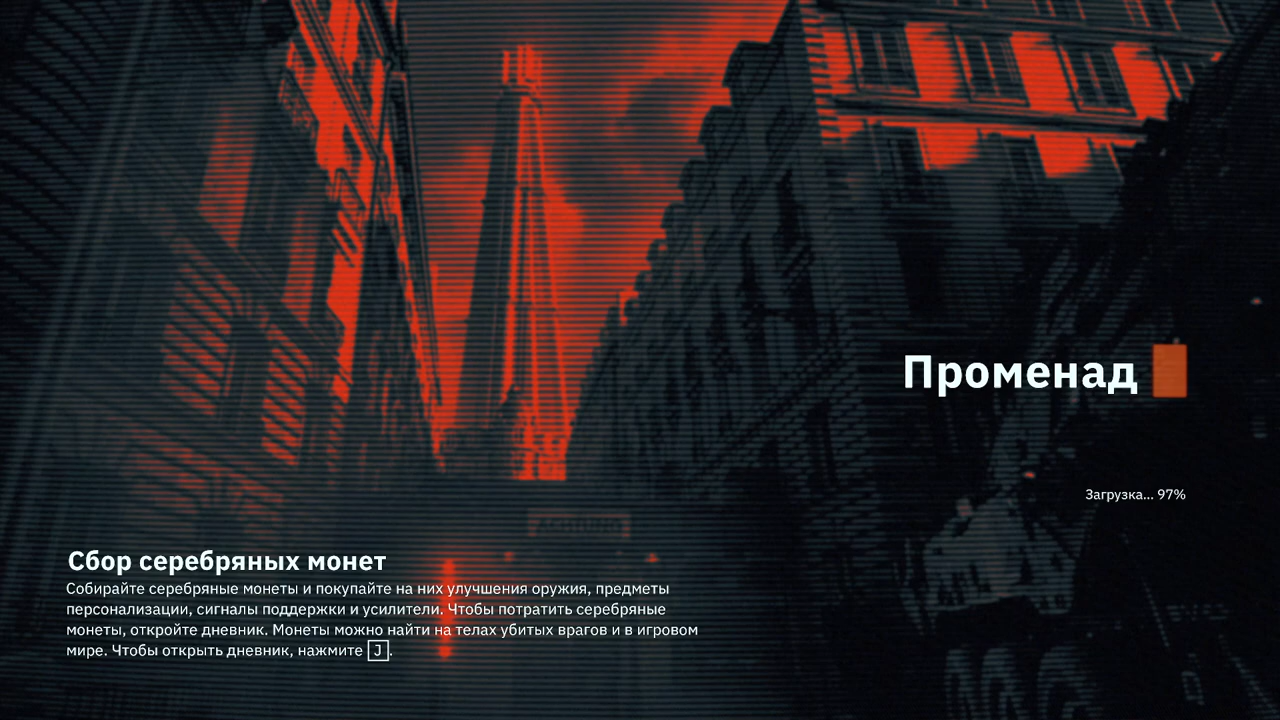 Променад
Загрузка... 97%
Сбор серебряных монет
Собирайте серебряные монеты и покупайте на них улучшения оружия, предметы
персонализации, сигналы поддержки и усилители. Чтобы потратить серебряные
монеты, откройте дневник. Монеты можно найти на телах убитых врагов и в игровом
мире. Чтобы открыть дневник, нажмите J.